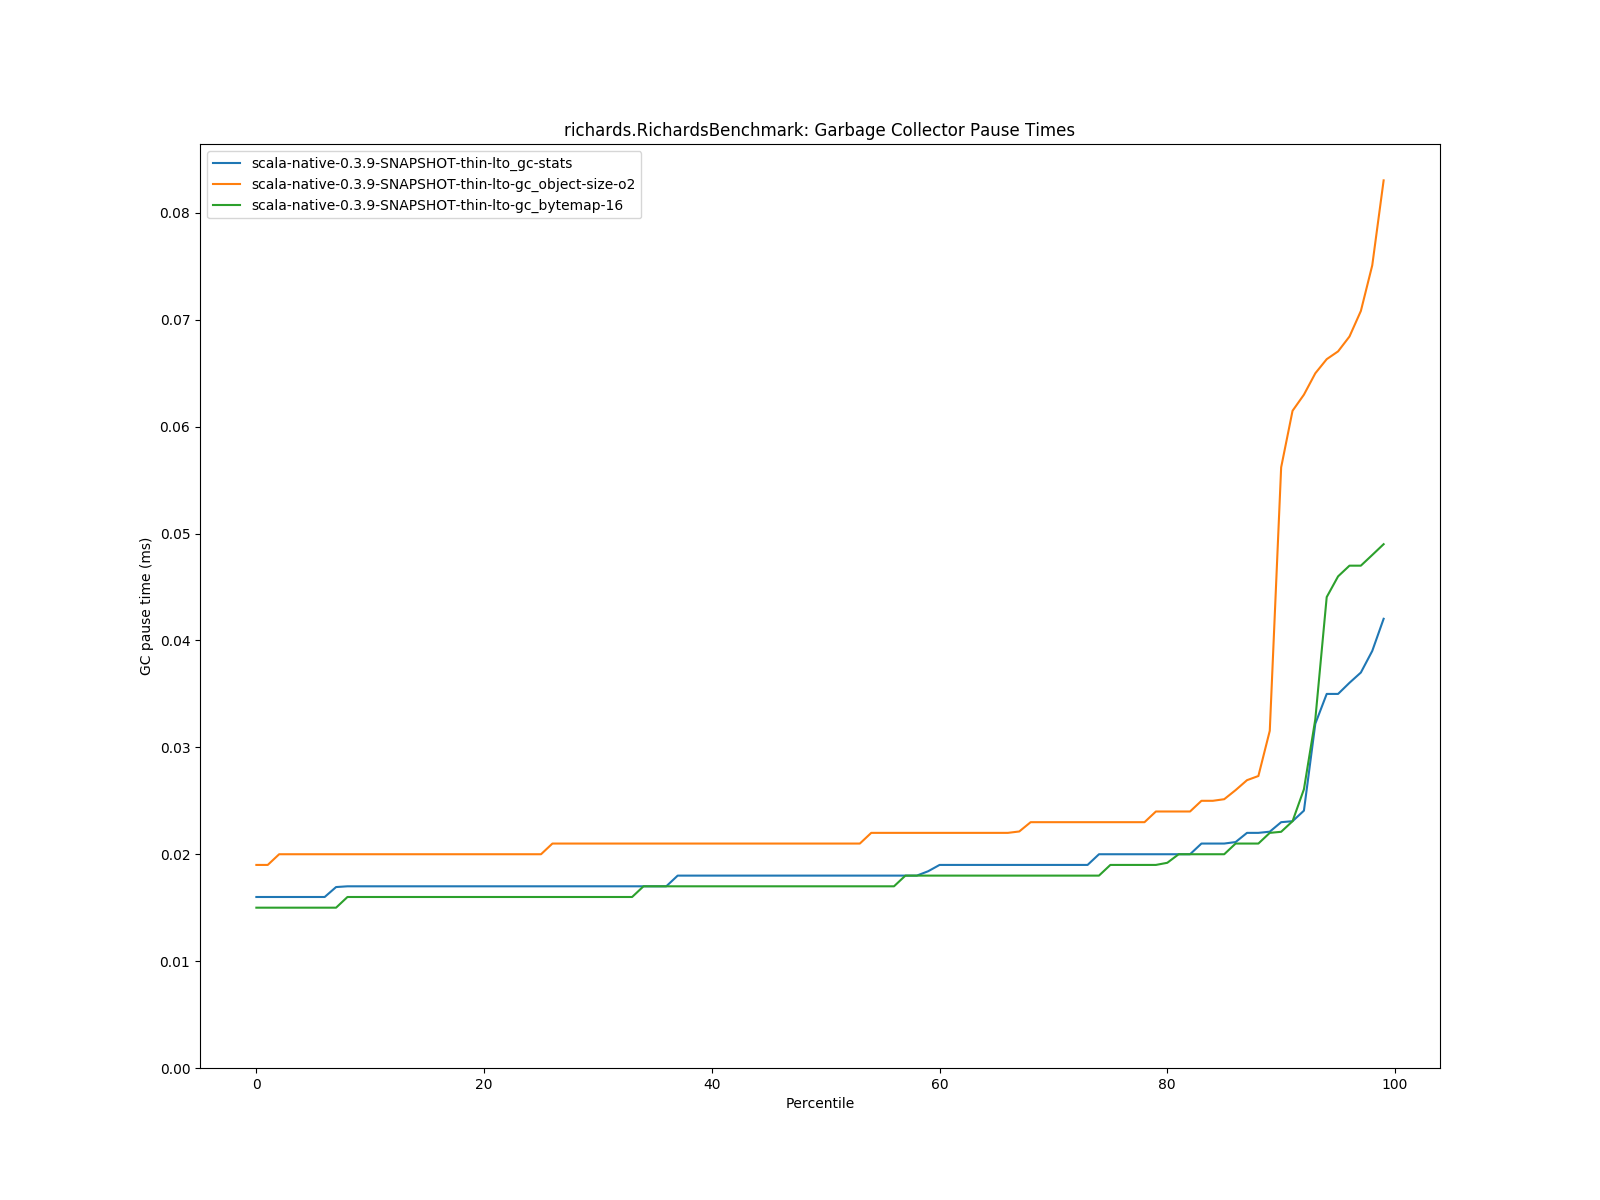 richards.RichardsBenchmark: Garbage Collector Pause Times
scala-native-0.3.9-SNAPSHOT-thin-lto_gc-stats
scala-native-0.3.9-SNAPSHOT-thin-lto-gc_object-size-o2
scala-native-0.3.9-SNAPSHOT-thin-lto-gc_bytemap-16
0.08
0.07
0.06
0.05
0.04
0.03
0.02
0.01
0.00
GC pause time (ms)
0 20 40 60 80 100
Percentile